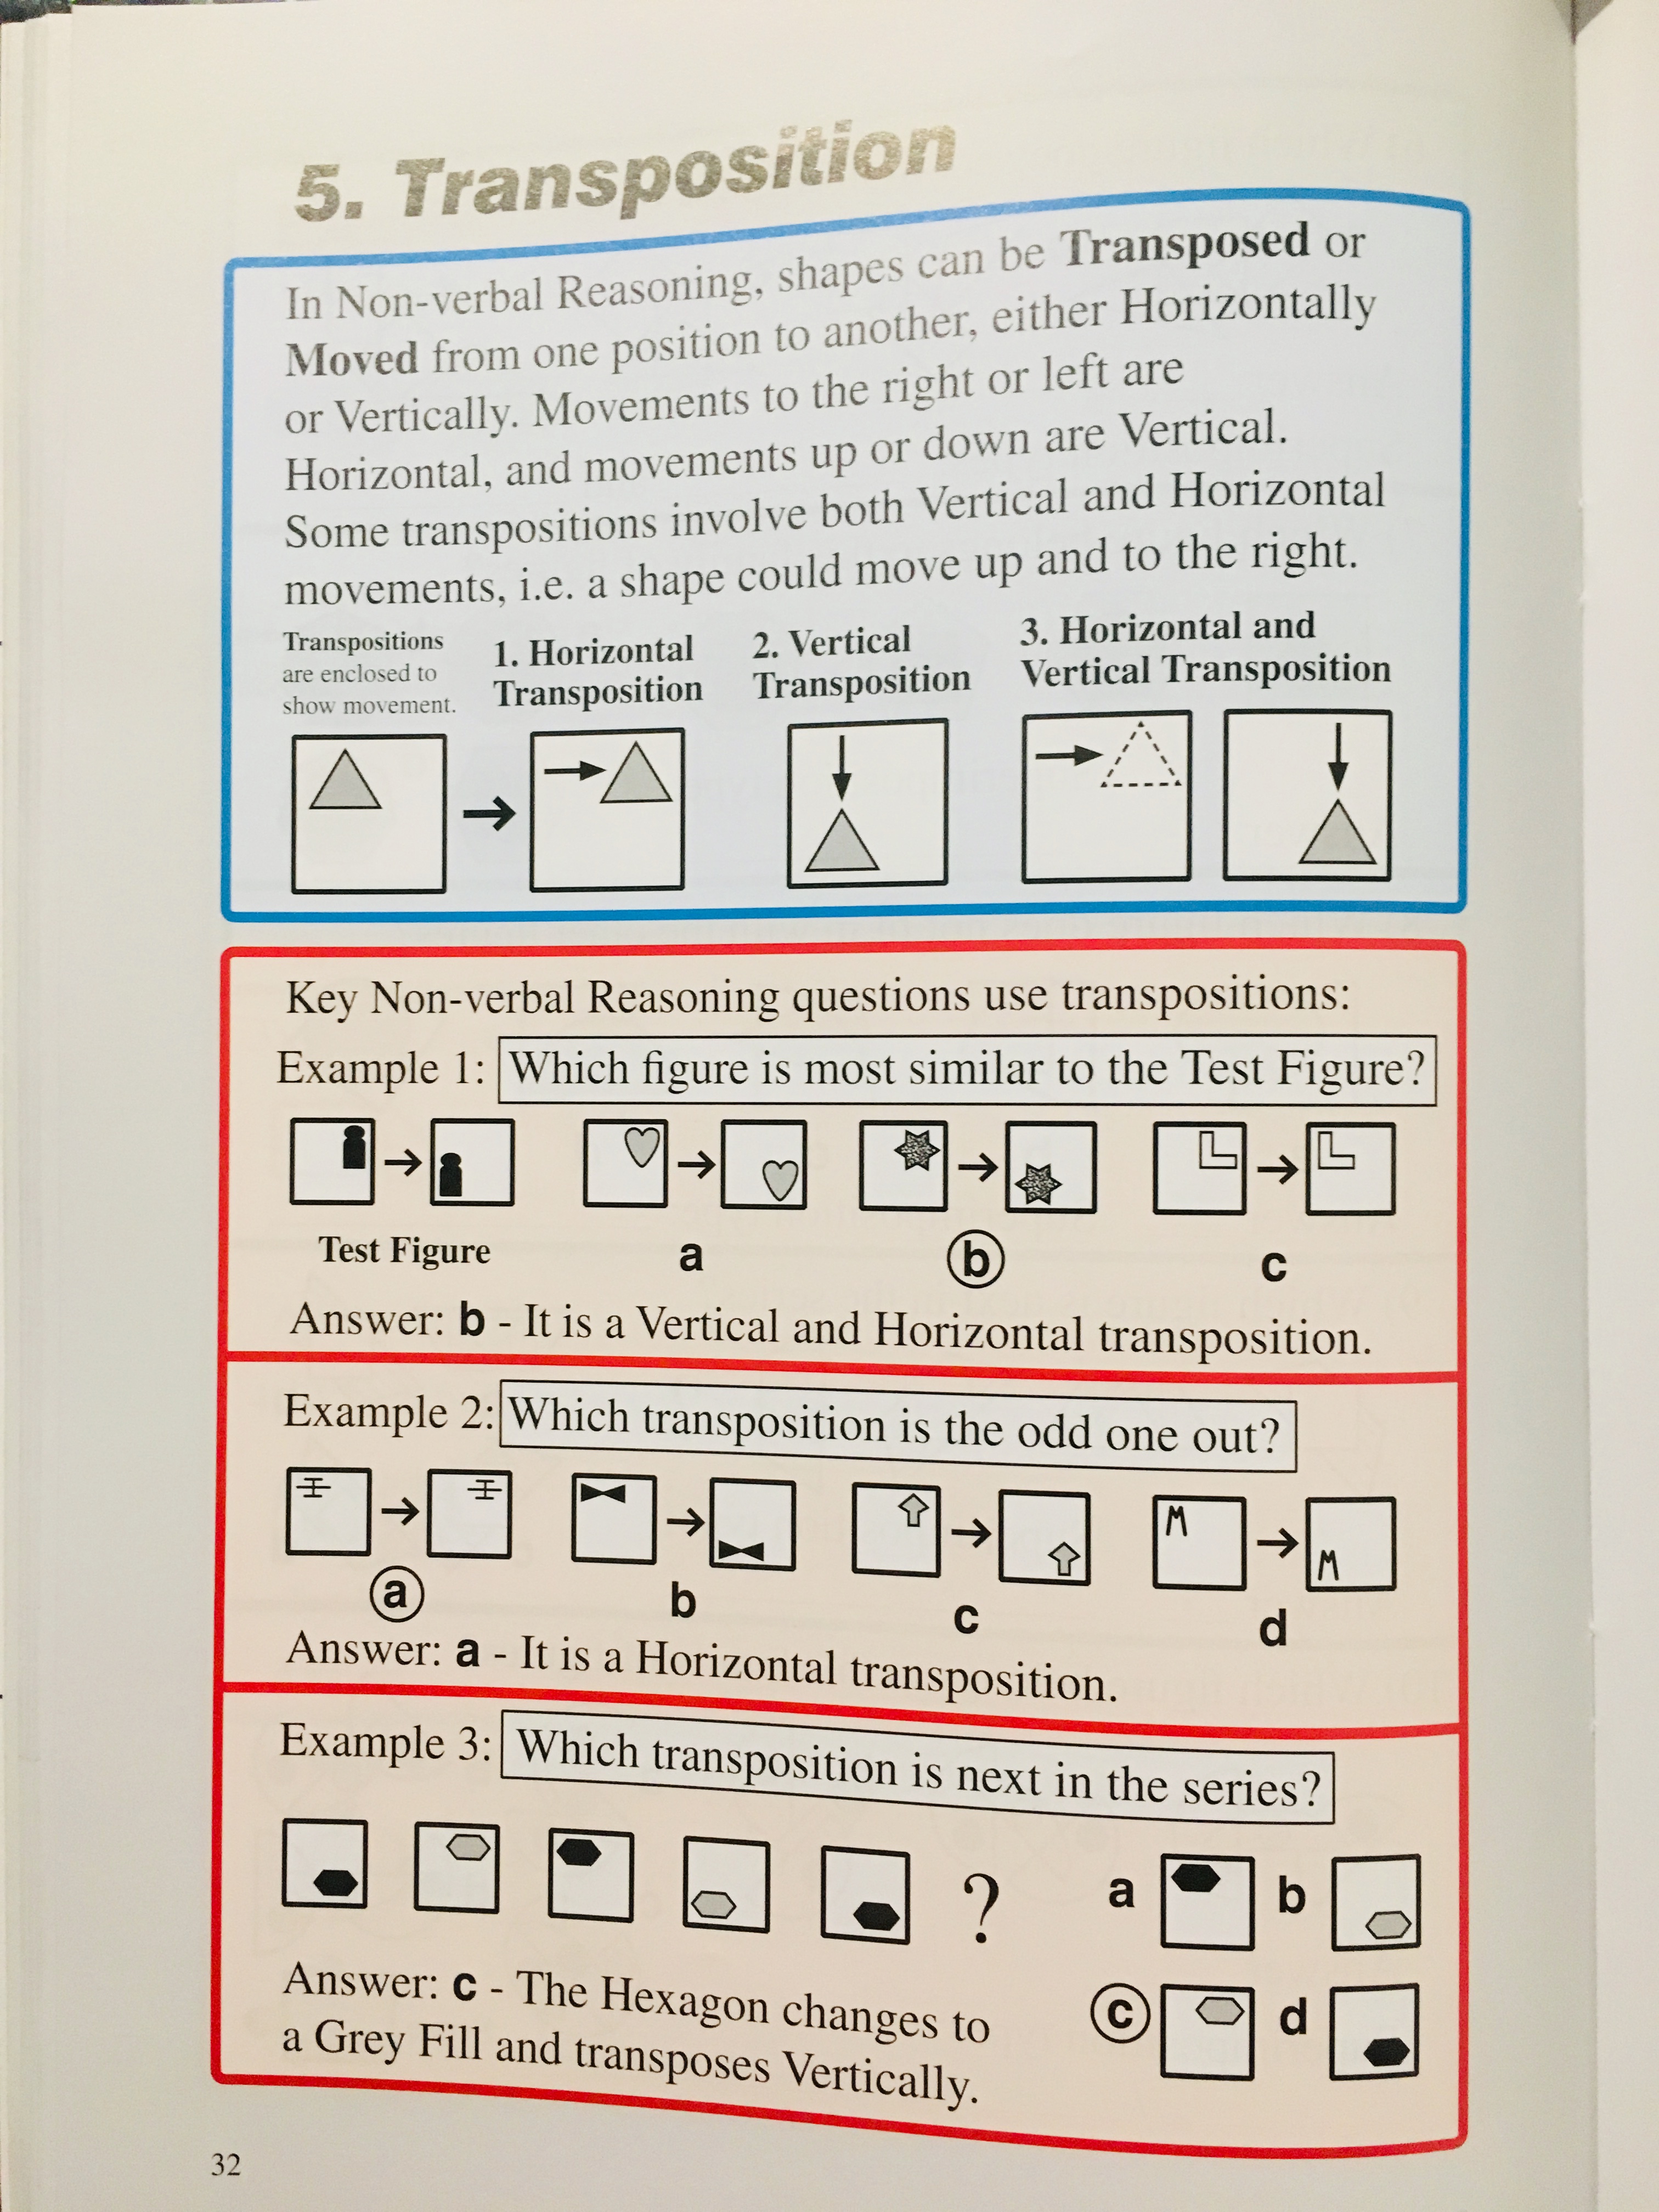 5. Transposition
In Non-verbal Reasoning, shapes can be Transposed or
Moved from one position to another, either Horizontally
or Vertically. Movements to the right or left are
Horizontal, and movements up or down are Vertical.
Some transpositions involve both Vertical and Horizontal
movements, i.e. a shape could move up and to the right.
Transpositions
are enclosed to
show movement.
1. Horizontal
Transposition
2. Vertical
Transposition
3. Horizontal and
Vertical Transposition
Key Non-verbal Reasoning questions use transpositions:
Example 1: Which figure is most similar to the Test Figure?
Test Figure a b c
Answer: b - It is a Vertical and Horizontal transposition.
Example 2: Which transposition is the odd one out?
a b c d
Answer: a - It is a Horizontal transposition.
Example 3: Which transposition is next in the series?
? a b
c d
Answer: c - The Hexagon changes to
a Grey Fill and transposes Vertically.
32